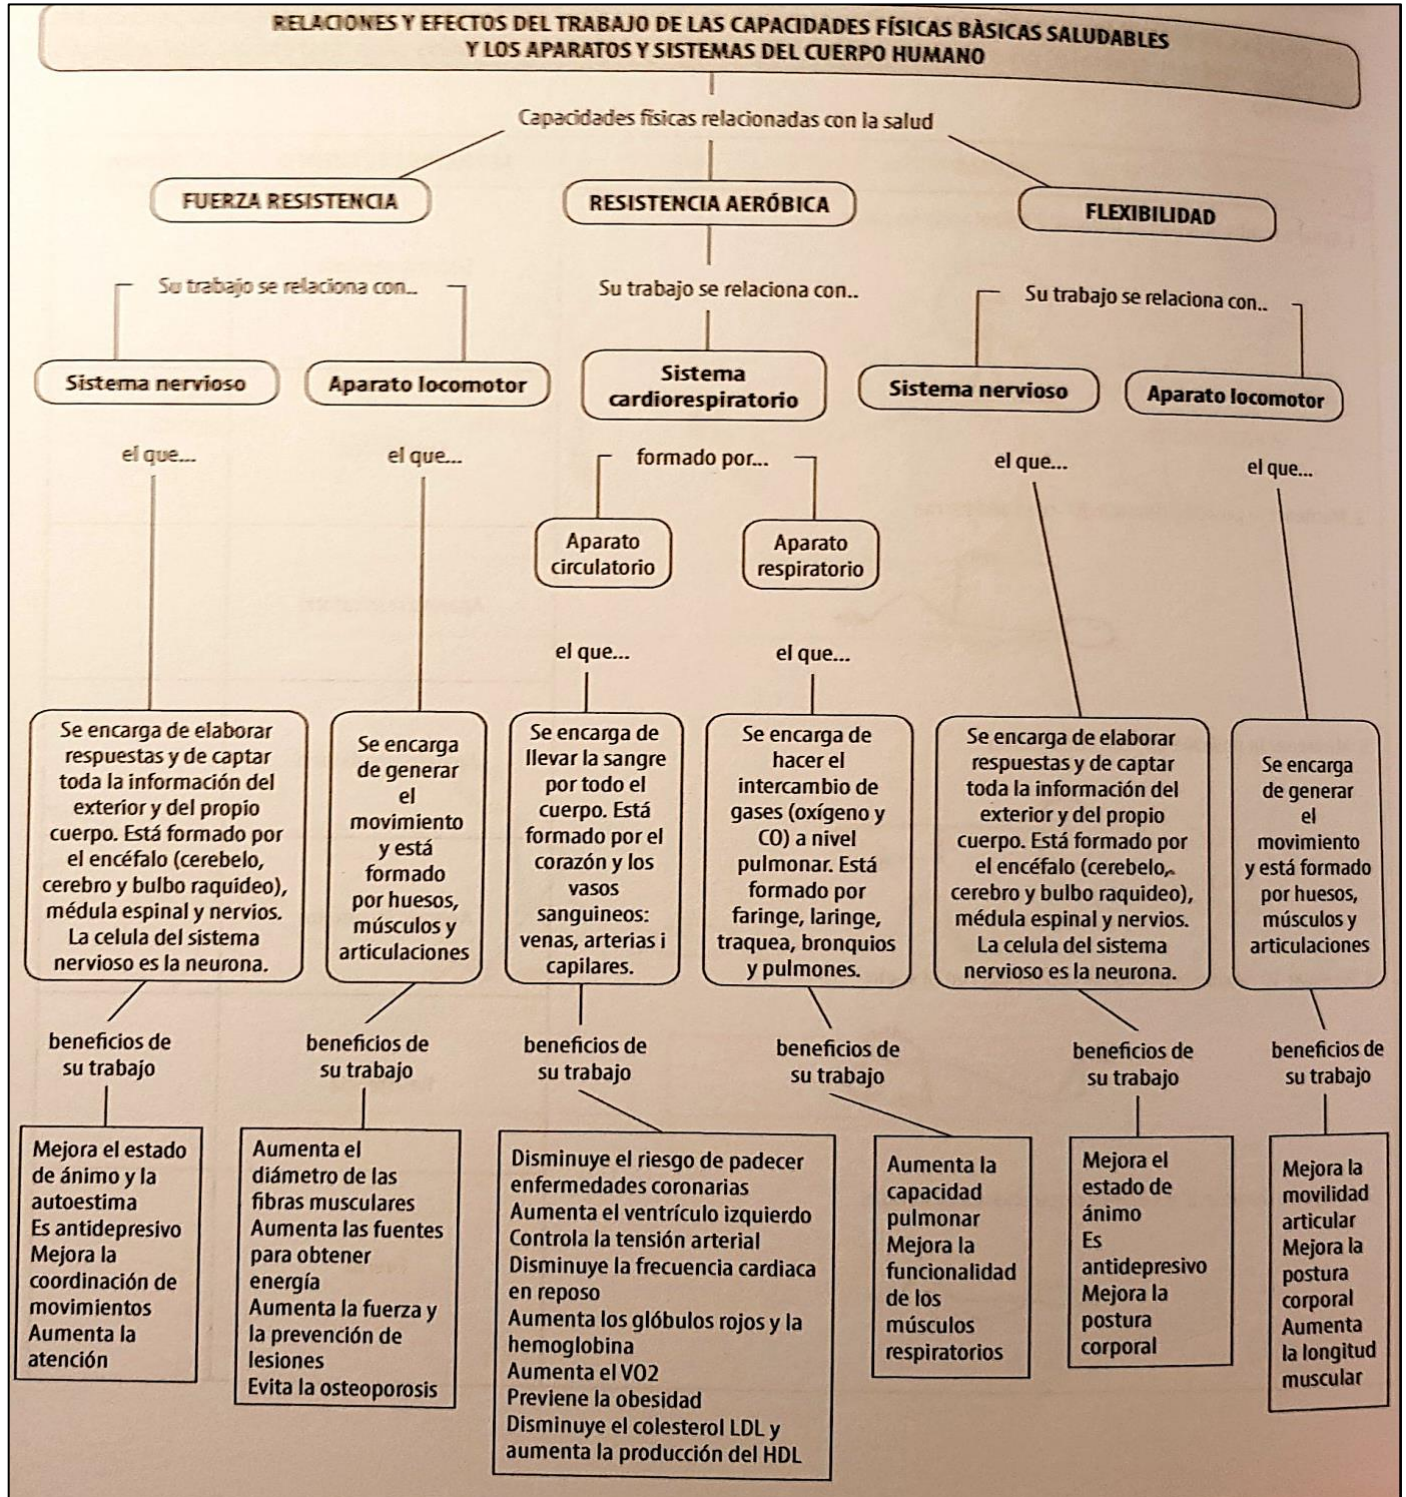 RELACIONES Y EFECTOS DEL TRABAJO DE LAS CAPACIDADES FÍSICAS BÀSICAS SALUDABLES
Y LOS APARATOS Y SISTEMAS DEL CUERPO HUMANO
Capacidades físicas relacionadas con la salud
FUERZA RESISTENCIA
RESISTENCIA AERÓBICA
FLEXIBILIDAD
Su trabajo se relaciona con..
Su trabajo se relaciona con..
Su trabajo se relaciona con..
Sistema nervioso
Aparato locomotor
Sistema
cardiorespiratorio
Sistema nervioso
Aparato locomotor
el que...
el que...
formado por...
el que...
el que...
Aparato
circulatorio
Aparato
respiratorio
el que...
el que...
Se encarga de elaborar
respuestas y de captar
toda la información del
exterior y del propio
cuerpo. Está formado por
el encéfalo (cerebelo,
cerebro y bulbo raquideo),
médula espinal y nervios.
La celula del sistema
nervioso es la neurona.
Se encarga
de generar
el
movimiento
y está
formado
por huesos,
músculos y
articulaciones
Se encarga de
llevar la sangre
por todo el
cuerpo. Está
formado por el
corazón y los
vasos
sanguineos:
venas, arterias i
capilares.
Se encarga de
hacer el
intercambio de
gases (oxígeno y
CO) a nivel
pulmonar. Está
formado por
faringe, laringe,
traquea, bronquios
y pulmones.
Se encarga de elaborar
respuestas y de captar
toda la información del
exterior y del propio
cuerpo. Está formado por
el encéfalo (cerebelo,
cerebro y bulbo raquideo),
médula espinal y nervios.
La celula del sistema
nervioso es la neurona.
Se encarga
de generar
el
movimiento
y está formado
por huesos,
músculos y
articulaciones
beneficios de
su trabajo
beneficios de
su trabajo
beneficios de
su trabajo
beneficios de
su trabajo
beneficios de
su trabajo
beneficios de
su trabajo
Mejora el estado
de ánimo y la
autoestima
Es antidepresivo
Mejora la
coordinación de
movimientos
Aumenta la
atención
Aumenta el
diámetro de las
fibras musculares
Aumenta las fuentes
para obtener
energía
Aumenta la fuerza y
la prevención de
lesiones
Evita la osteoporosis
Disminuye el riesgo de padecer
enfermedades coronarias
Aumenta el ventrículo izquierdo
Controla la tensión arterial
Disminuye la frecuencia cardiaca
en reposo
Aumenta los glóbulos rojos y la
hemoglobina
Aumenta el VO2
Previene la obesidad
Disminuye el colesterol LDL y
aumenta la producción del HDL
Aumenta la
capacidad
pulmonar
Mejora la
funcionalidad
de los
músculos
respiratorios
Mejora el
estado de
ánimo
Es
antidepresivo
Mejora la
postura
corporal
Mejora la
movilidad
articular
Mejora la
postura
corporal
Aumenta
la longitud
muscular